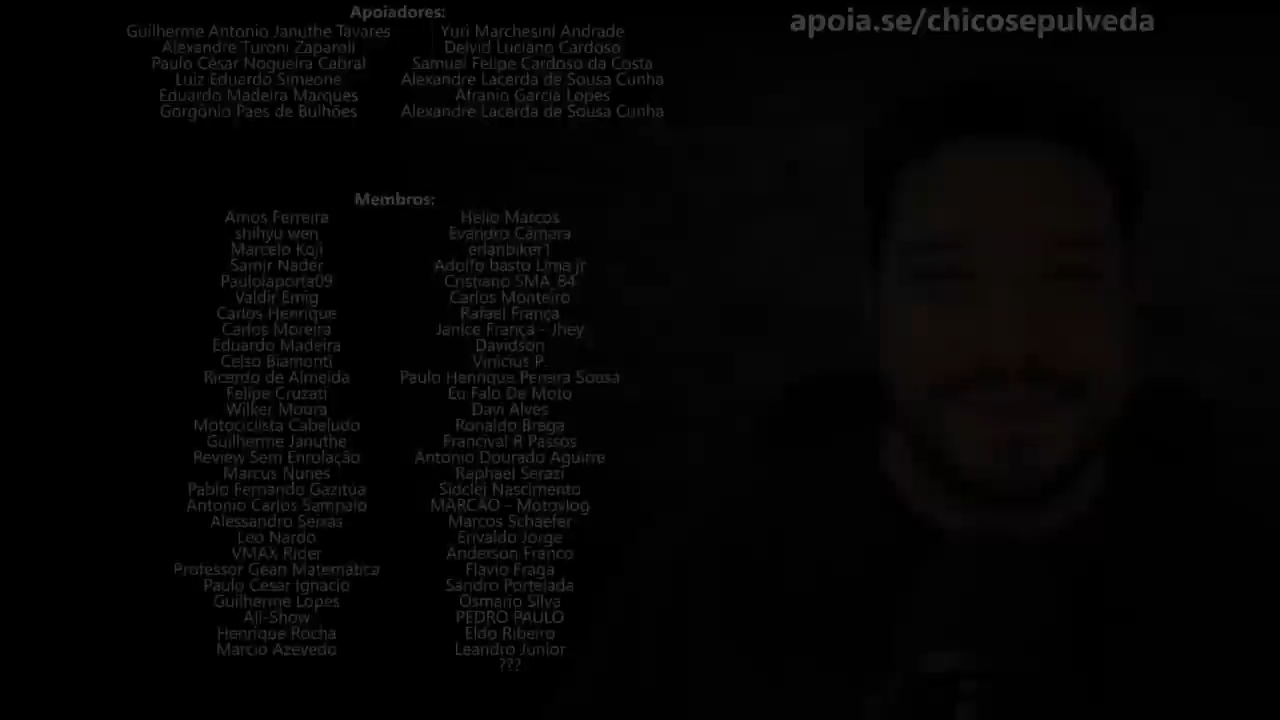 apoia.se/chicosepulveda
Apoiadores:
Guilherme Antonio Januthe Tavares
Alexandre Turoni Zaparoli
Paulo César Nogueira Cabral
Luiz Eduardo Simeone
Eduardo Madeira Marques
Gorgônio Paes de Bulhões
Yuri Marchesini Andrade
Deivid Luciano Cardoso
Samuel Felipe Cardoso da Costa
Alexandre Lacerda de Sousa Cunha
Afranio Garcia Lopes
Alexandre Lacerda de Sousa Cunha
Membros:
Amos Ferreira
shihyu wen
Marcelo Koji
Samir Nader
Paulolaporta09
Valdir Emig
Carlos Henrique
Carlos Moreira
Eduardo Madeira
Celso Biamonti
Ricardo de Almeida
Felipe Cruzati
Wilker Moura
Motociclista Cabeludo
Guilherme Januthe
Review Sem Enrolação
Marcus Nunes
Pablo Fernando Gazitúa
Antonio Carlos Sampaio
Alessandro Seixas
Leo Nardo
VMAX Rider
Professor Gean Matemática
Paulo Cesar Ignacio
Guilherme Lopes
Aji-Show
Henrique Rocha
Marcio Azevedo
Helio Marcos
Evandro Câmara
erlanbiker1
Adolfo basto Lima jr
Cristiano SMA_84
Carlos Monteiro
Rafael França
Janice França - Jhey
Davidson
Vinicius P.
Paulo Henrique Pereira Sousa
Eu Falo De Moto
Davi Alves
Ronaldo Braga
Francival R Passos
Antonio Dourado Aguirre
Raphael Serazi
Sidclei Nascimento
MARCÃO - Motovlog
Marcos Schaefer
Erivaldo Jorge
Anderson Franco
Flavio Fraga
Sandro Portelada
Osmario Silva
PEDRO PAULO
Eldo Ribeiro
Leandro Junior
???